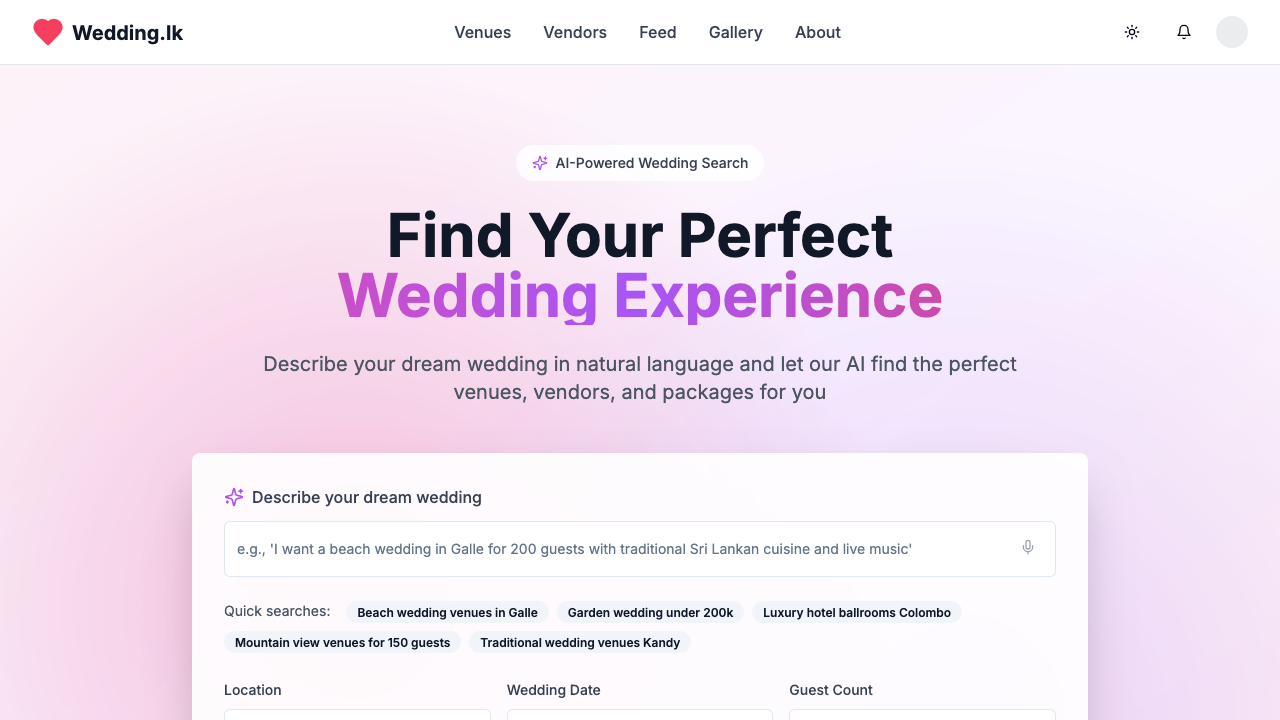 Wedding.lk
Venues Vendors Feed Gallery About
AI-Powered Wedding Search
Find Your Perfect
Wedding Experience
Describe your dream wedding in natural language and let our AI find the perfect
venues, vendors, and packages for you
Describe your dream wedding
e.g., 'I want a beach wedding in Galle for 200 guests with traditional Sri Lankan cuisine and live music'
Quick searches: Beach wedding venues in Galle Garden wedding under 200k Luxury hotel ballrooms Colombo
Mountain view venues for 150 guests Traditional wedding venues Kandy
Location Wedding Date Guest Count